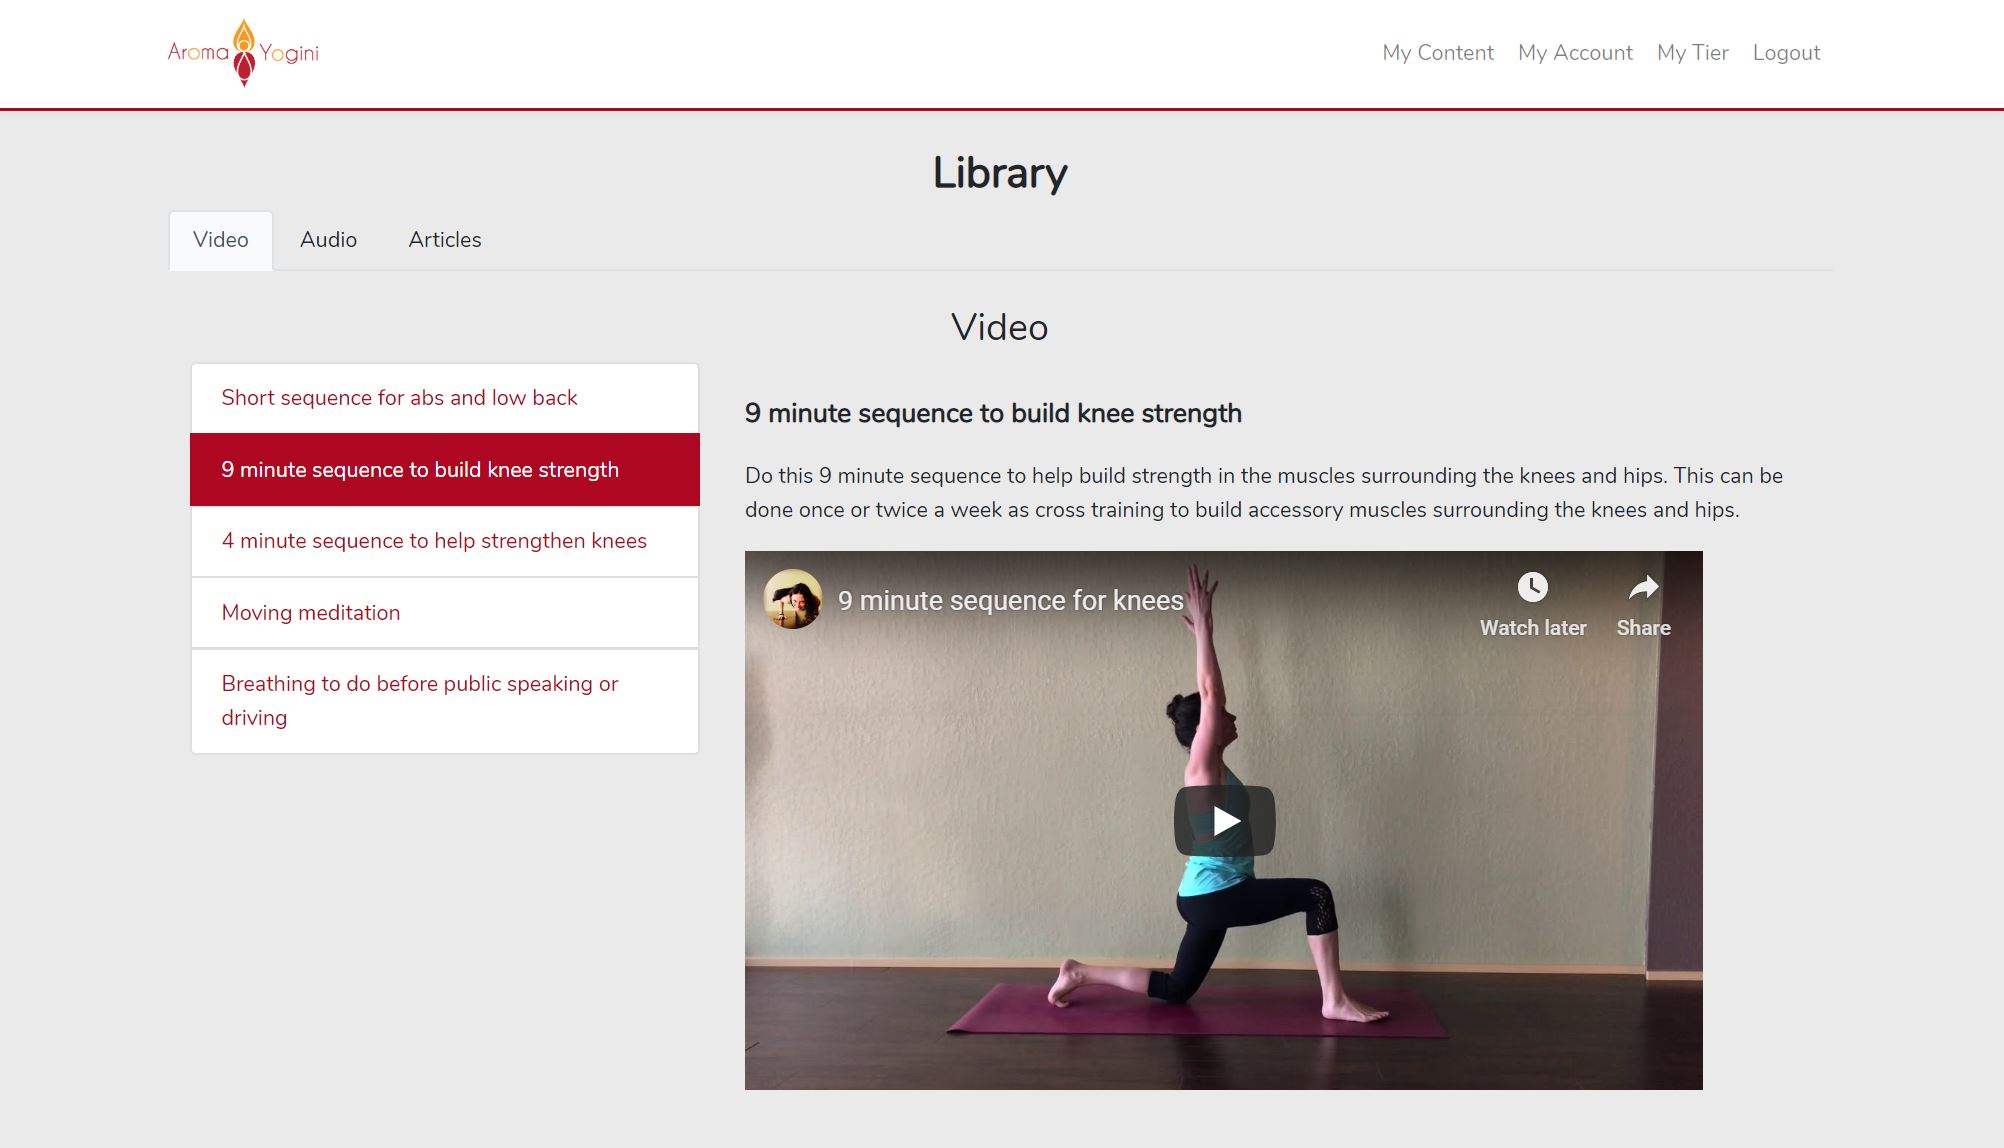 Aroma Yogini
My Content My Account My Tier Logout
Library
Video Audio Articles
Video
Short sequence for abs and low back
9 minute sequence to build knee strength
4 minute sequence to help strengthen knees
Moving meditation
Breathing to do before public speaking or
driving
9 minute sequence to build knee strength
Do this 9 minute sequence to help build strength in the muscles surrounding the knees and hips. This can be
done once or twice a week as cross training to build accessory muscles surrounding the knees and hips.
9 minute sequence for knees
Watch later Share